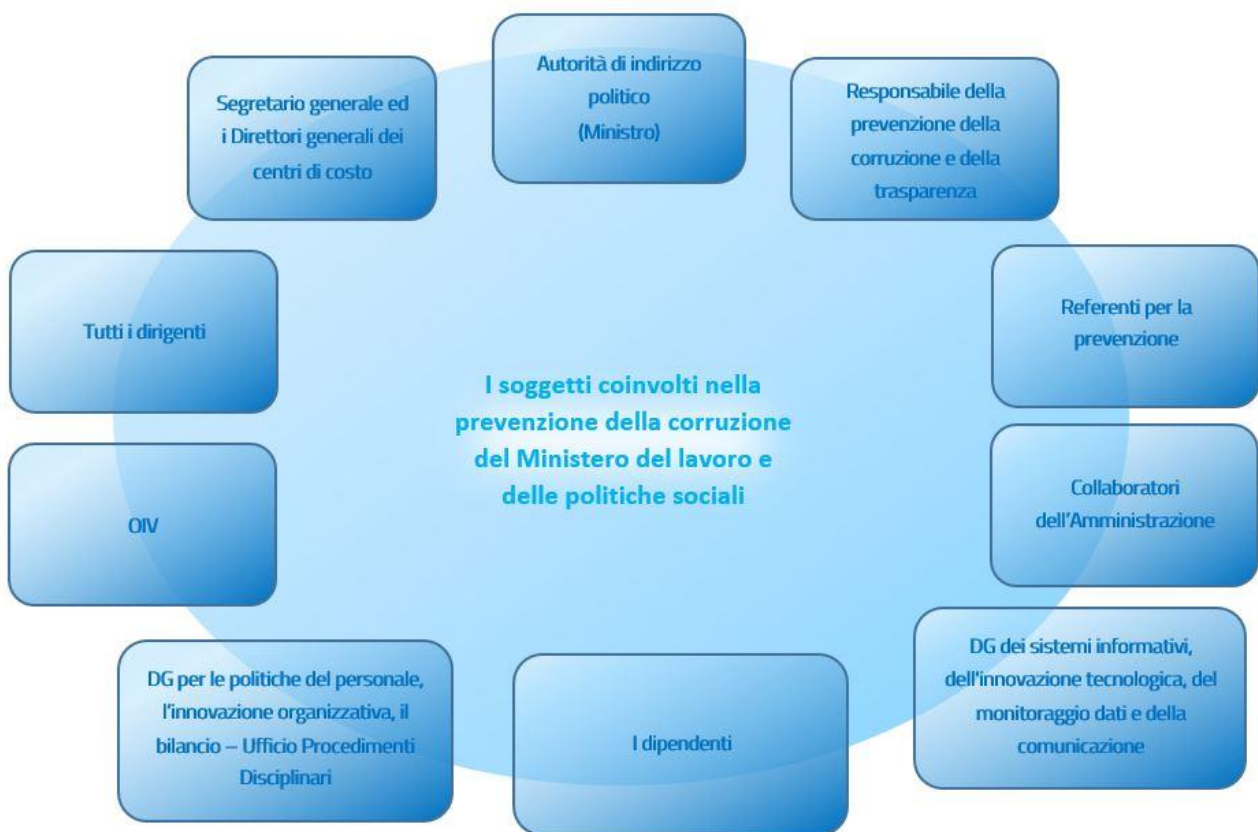 Autorità di indirizzo
politico
(Ministro)
Segretario generale ed
i Direttori generali dei
centri di costo
Responsabile della
prevenzione della
corruzione e della
trasparenza
Tutti i dirigenti
Referenti per la
prevenzione
I soggetti coinvolti nella
prevenzione della corruzione
del Ministero del lavoro e
delle politiche sociali
OIV
Collaboratori
dell'Amministrazione
DG per le politiche del personale,
l'innovazione organizzativa, il
bilancio – Ufficio Procedimenti
Disciplinari
I dipendenti
DG dei sistemi informativi,
dell'innovazione tecnologica, del
monitoraggio dati e della
comunicazione